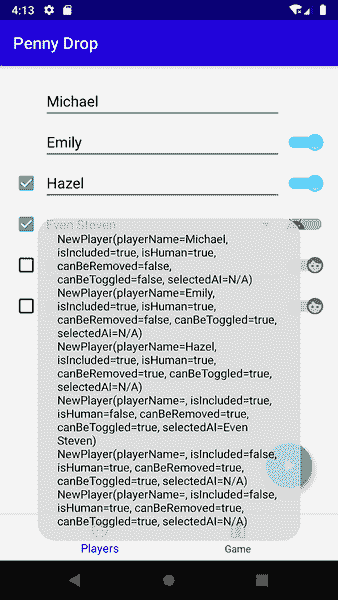 4:13
Penny Drop
Michael
Emily
Hazel
Even Steven
NewPlayer(playerName=Michael,
isIncluded=true, isHuman=true,
canBeRemoved=false,
canBeToggled=false, selectedAI=N/A)
NewPlayer(playerName=Emily,
isIncluded=true, isHuman=true,
canBeRemoved=false, canBeToggled=true,
selectedAI=N/A)
NewPlayer(playerName=Hazel,
isIncluded=true, isHuman=true,
canBeRemoved=true, canBeToggled=true,
selectedAI=N/A)
NewPlayer(playerName=, isIncluded=true,
isHuman=false, canBeRemoved=true,
canBeToggled=true, selectedAI=Even
Steven)
NewPlayer(playerName=, isIncluded=false,
isHuman=true, canBeRemoved=true,
canBeToggled=true, selectedAI=N/A)
NewPlayer(playerName=, isIncluded=false,
isHuman=true, canBeRemoved=true,
canBeToggled=true, selectedAI=N/A)
Players
Game